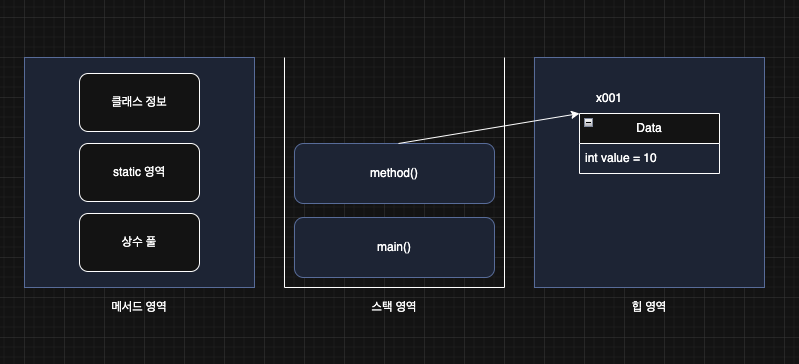 클래스 정보
static 영역
상수 풀
메서드 영역
method()
main()
스택 영역
x001
Data
int value = 10
힙 영역